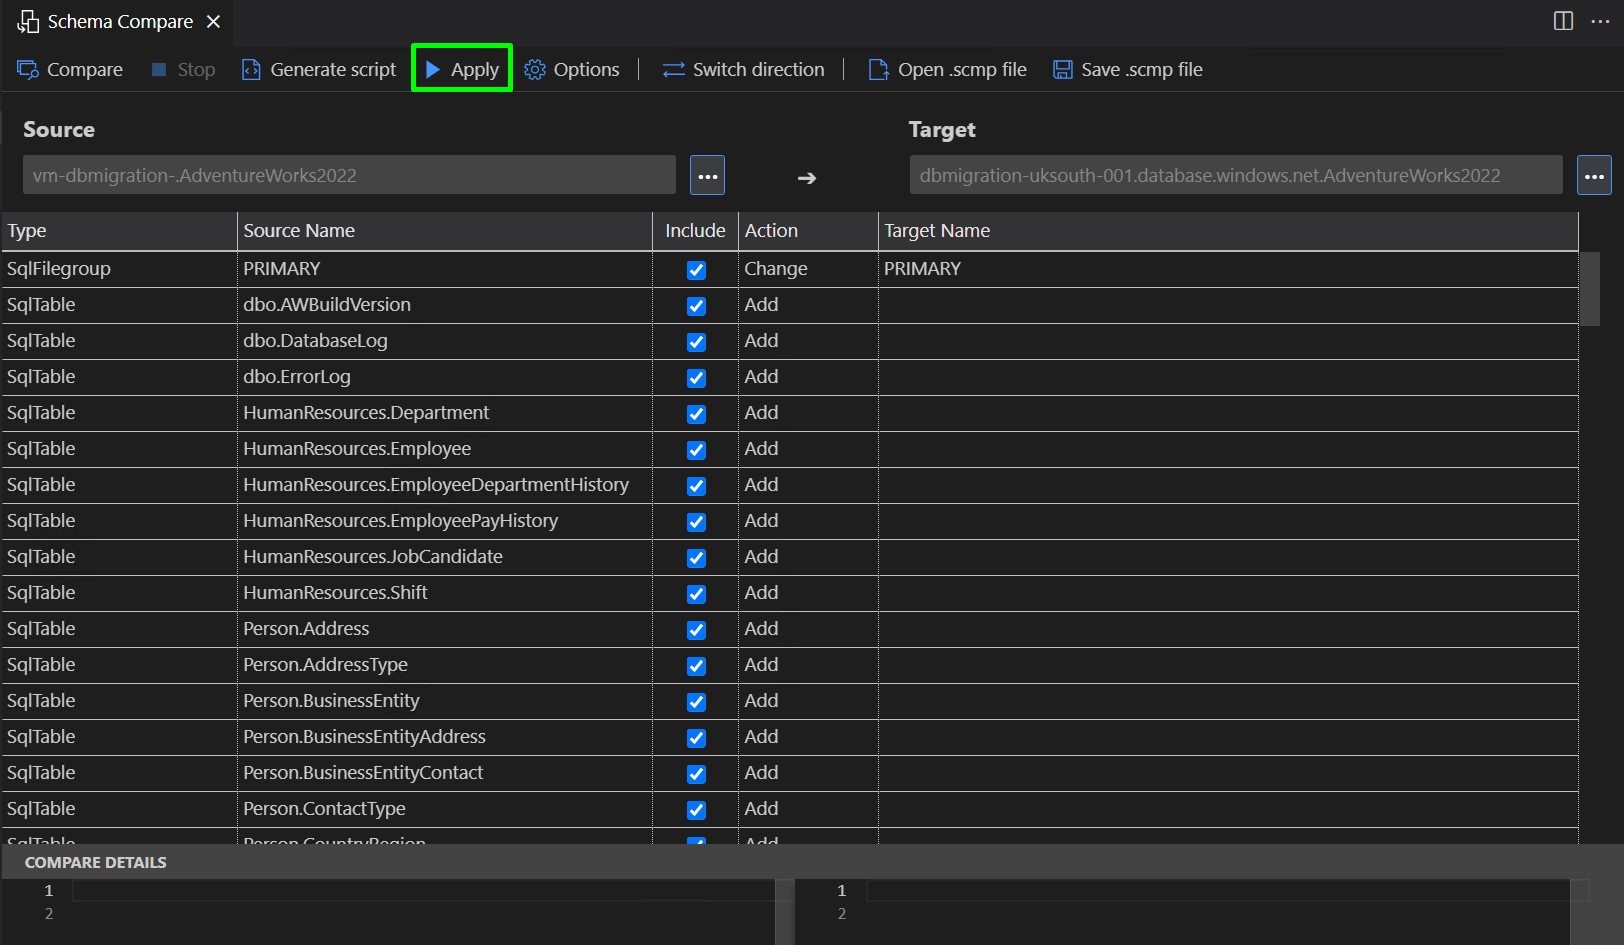 Schema Compare
Compare Stop Generate script Apply Options Switch direction Open .scmp file Save .scmp file
Source Target
vm-dbmigration-.AdventureWorks2022 dbmigration-uksouth-001.database.windows.net.AdventureWorks2022
Type Source Name Include Action Target Name
SqlFilegroup PRIMARY Change PRIMARY
SqlTable dbo.AWBuildVersion Add
SqlTable dbo.DatabaseLog Add
SqlTable dbo.ErrorLog Add
SqlTable HumanResources.Department Add
SqlTable HumanResources.Employee Add
SqlTable HumanResources.EmployeeDepartmentHistory Add
SqlTable HumanResources.EmployeePayHistory Add
SqlTable HumanResources.JobCandidate Add
SqlTable HumanResources.Shift Add
SqlTable Person.Address Add
SqlTable Person.AddressType Add
SqlTable Person.BusinessEntity Add
SqlTable Person.BusinessEntityAddress Add
SqlTable Person.BusinessEntityContact Add
SqlTable Person.ContactType Add
SqlTable Person.CountryRegion Add
COMPARE DETAILS
1 1
2 2